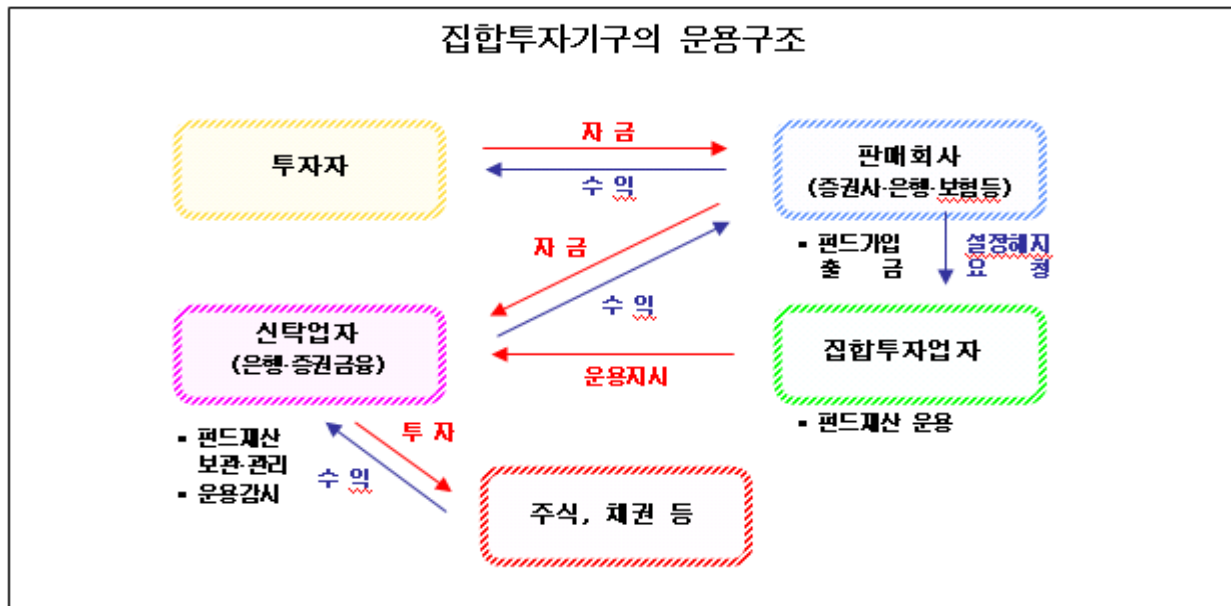 집합투자기구의 운용구조
투자자
자 금
수 익
판매회사
(증권사·은행·보험등)
▪ 펀드가입
출 금
설정해지
요 청
자 금
수 익
신탁업자
(은행·증권금융)
운용지시
집합투자업자
▪ 펀드재산 운용
▪ 펀드재산
보관·관리
▪ 운용감시
투 자
수 익
주식, 채권 등